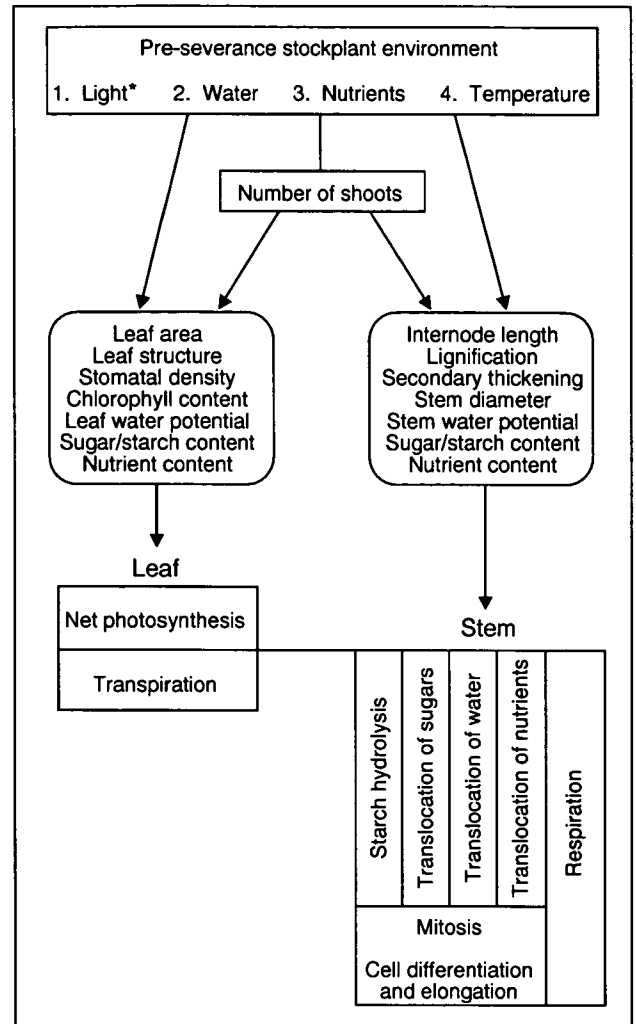 Pre-severance stockplant environment
1. Light* 2. Water 3. Nutrients 4. Temperature
Number of shoots
Leaf area
Leaf structure
Stomatal density
Chlorophyll content
Leaf water potential
Sugar/starch content
Nutrient content
Internode length
Lignification
Secondary thickening
Stem diameter
Stem water potential
Sugar/starch content
Nutrient content
Leaf
Net photosynthesis
Transpiration
Stem
Starch hydrolysis
Translocation of sugars
Translocation of water
Translocation of nutrients
Respiration
Mitosis
Cell differentiation
and elongation